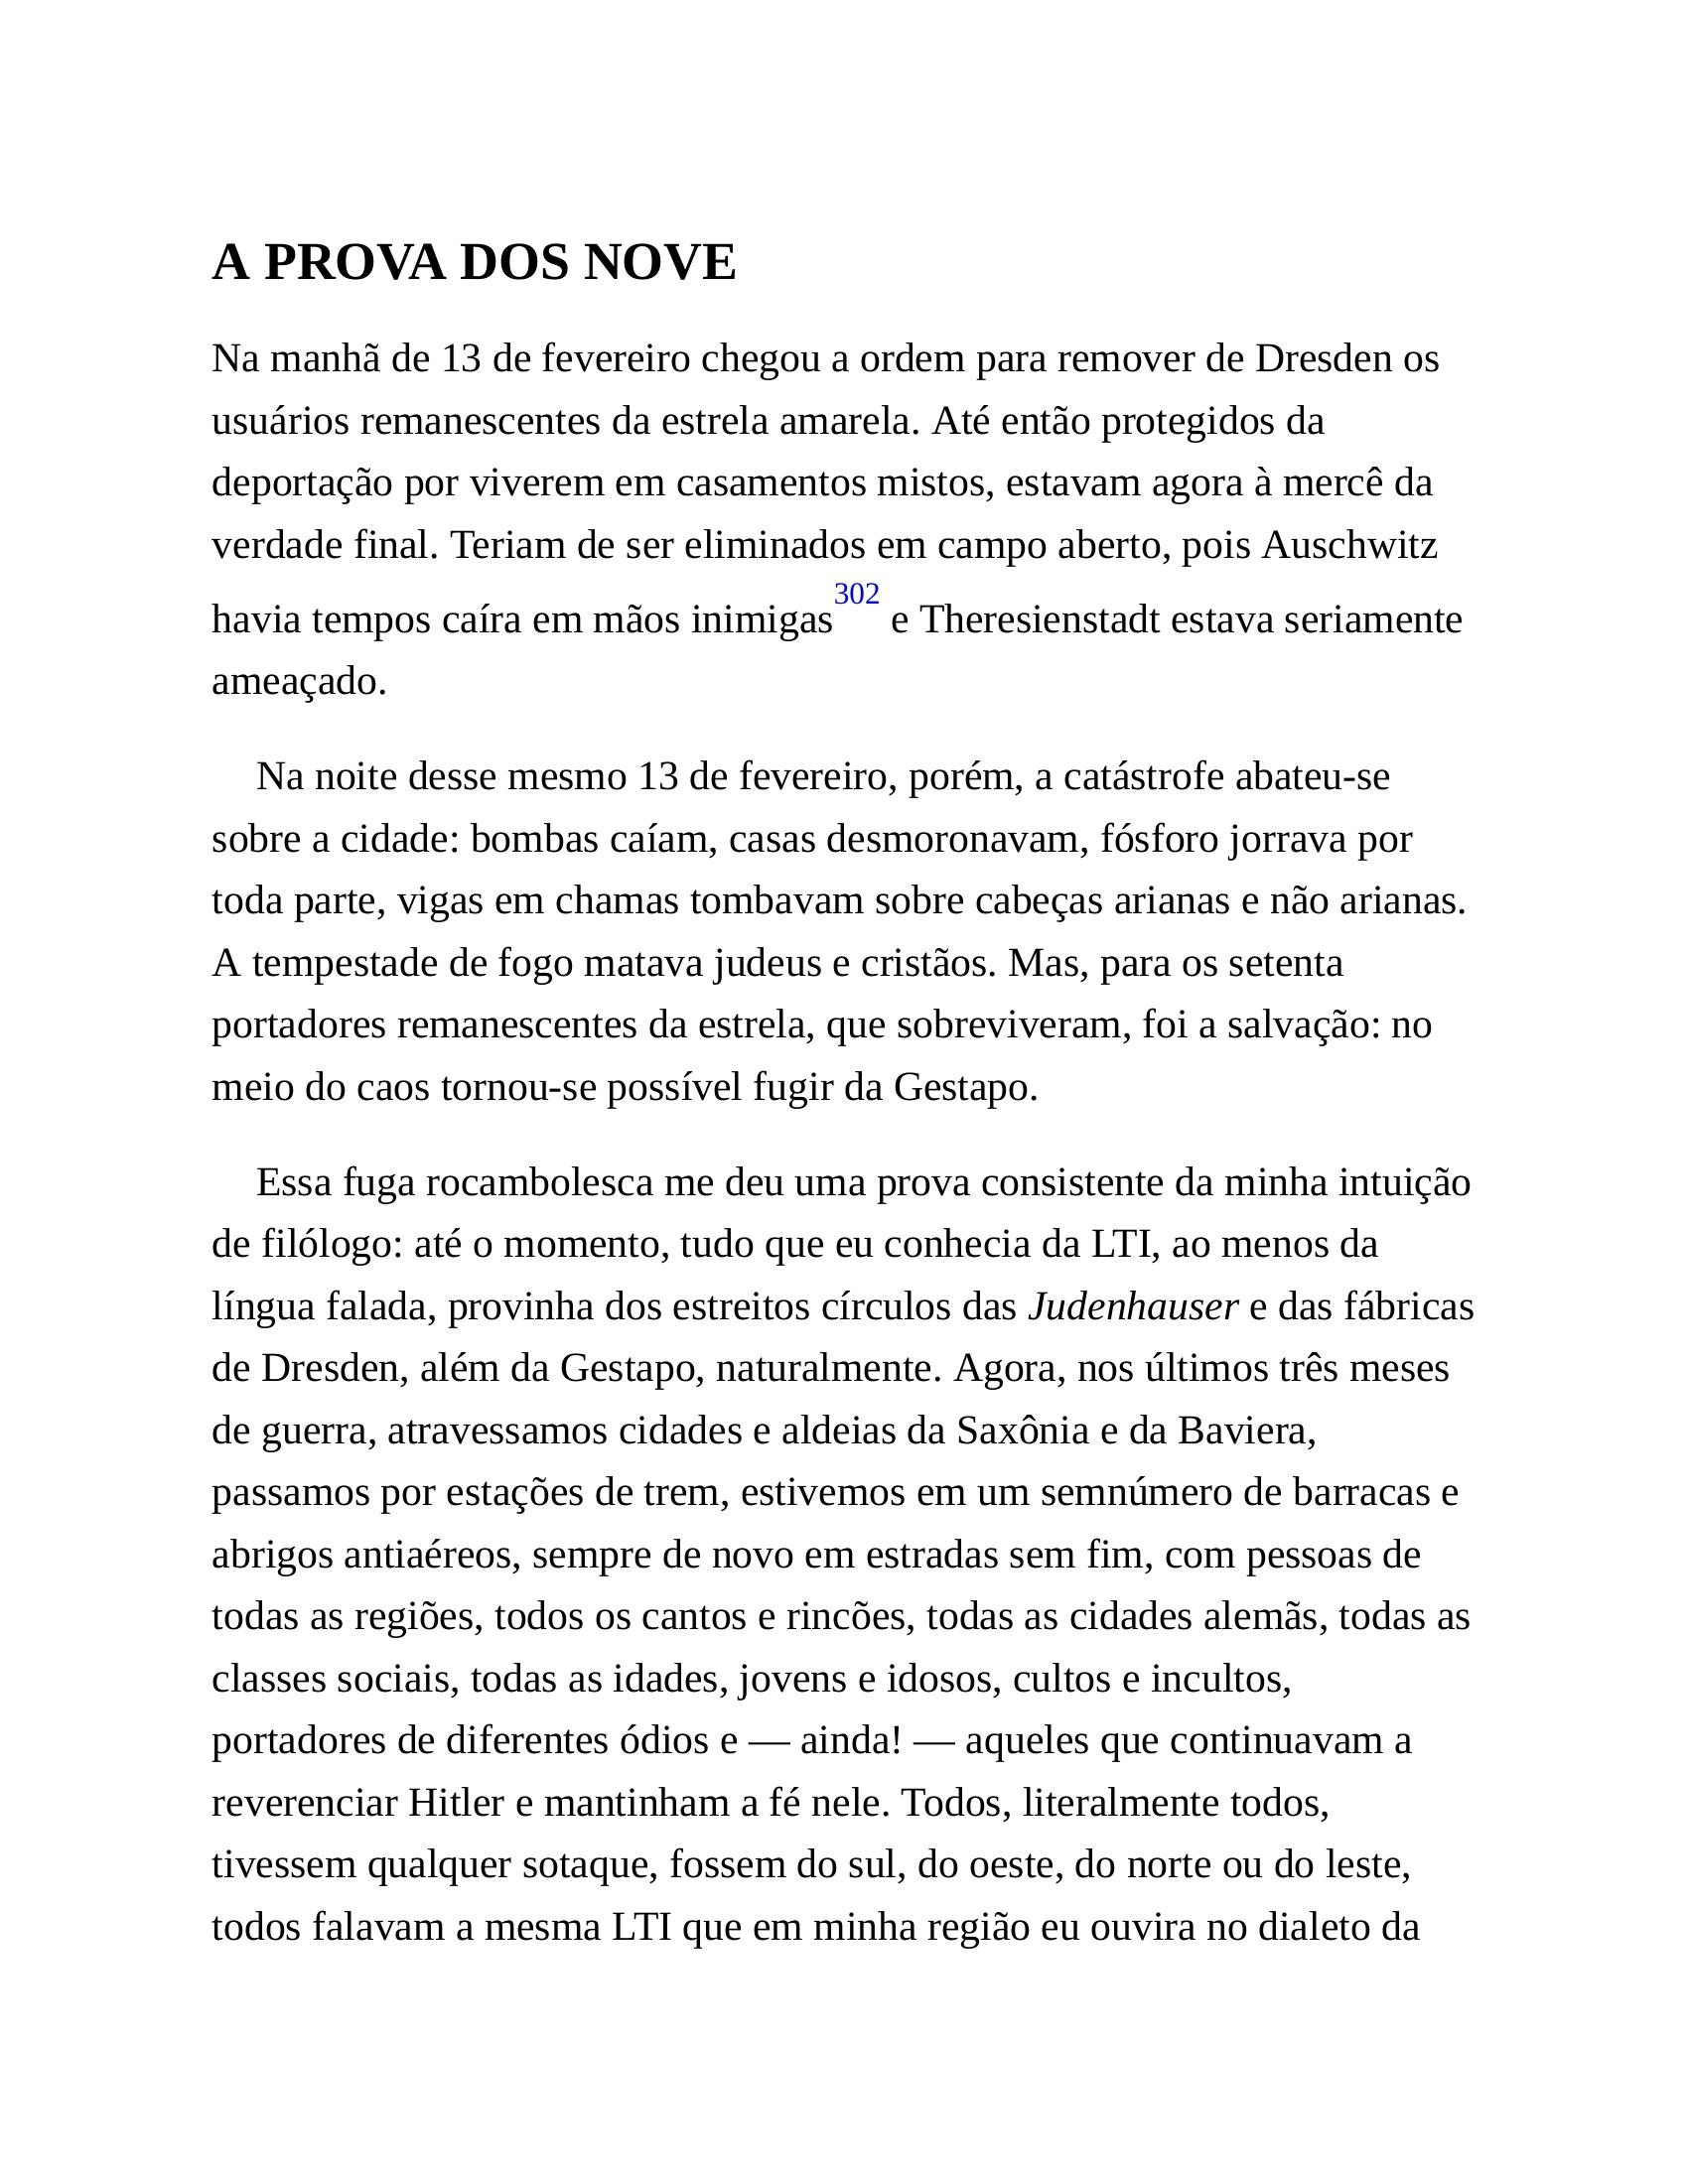 A PROVA DOS NOVE
Na manhã de 13 de fevereiro chegou a ordem para remover de Dresden os
usuários remanescentes da estrela amarela. Até então protegidos da
deportação por viverem em casamentos mistos, estavam agora à mercê da
verdade final. Teriam de ser eliminados em campo aberto, pois Auschwitz
havia tempos caíra em mãos inimigas302 e Theresienstadt estava seriamente
ameaçado.
Na noite desse mesmo 13 de fevereiro, porém, a catástrofe abateu-se
sobre a cidade: bombas caíam, casas desmoronavam, fósforo jorrava por
toda parte, vigas em chamas tombavam sobre cabeças arianas e não arianas.
A tempestade de fogo matava judeus e cristãos. Mas, para os setenta
portadores remanescentes da estrela, que sobreviveram, foi a salvação: no
meio do caos tornou-se possível fugir da Gestapo.
Essa fuga rocambolesca me deu uma prova consistente da minha intuição
de filólogo: até o momento, tudo que eu conhecia da LTI, ao menos da
língua falada, provinha dos estreitos círculos das Judenhauser e das fábricas
de Dresden, além da Gestapo, naturalmente. Agora, nos últimos três meses
de guerra, atravessamos cidades e aldeias da Saxônia e da Baviera,
passamos por estações de trem, estivemos em um semnúmero de barracas e
abrigos antiaéreos, sempre de novo em estradas sem fim, com pessoas de
todas as regiões, todos os cantos e rincões, todas as cidades alemãs, todas as
classes sociais, todas as idades, jovens e idosos, cultos e incultos,
portadores de diferentes ódios e — ainda! — aqueles que continuavam a
reverenciar Hitler e mantinham a fé nele. Todos, literalmente todos,
tivessem qualquer sotaque, fossem do sul, do oeste, do norte ou do leste,
todos falavam a mesma LTI que em minha região eu ouvira no dialeto da